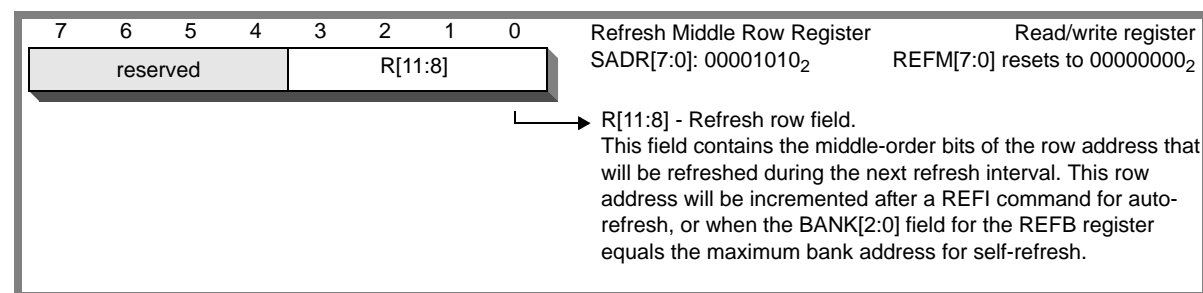 7 6 5 4 3 2 1 0
reserved R[11:8]
Refresh Middle Row Register Read/write register
SADR[7:0]: 00001010₂ REFM[7:0] resets to 00000000₂
R[11:8] - Refresh row field.
This field contains the middle-order bits of the row address that
will be refreshed during the next refresh interval. This row
address will be incremented after a REFI command for auto-
refresh, or when the BANK[2:0] field for the REFB register
equals the maximum bank address for self-refresh.